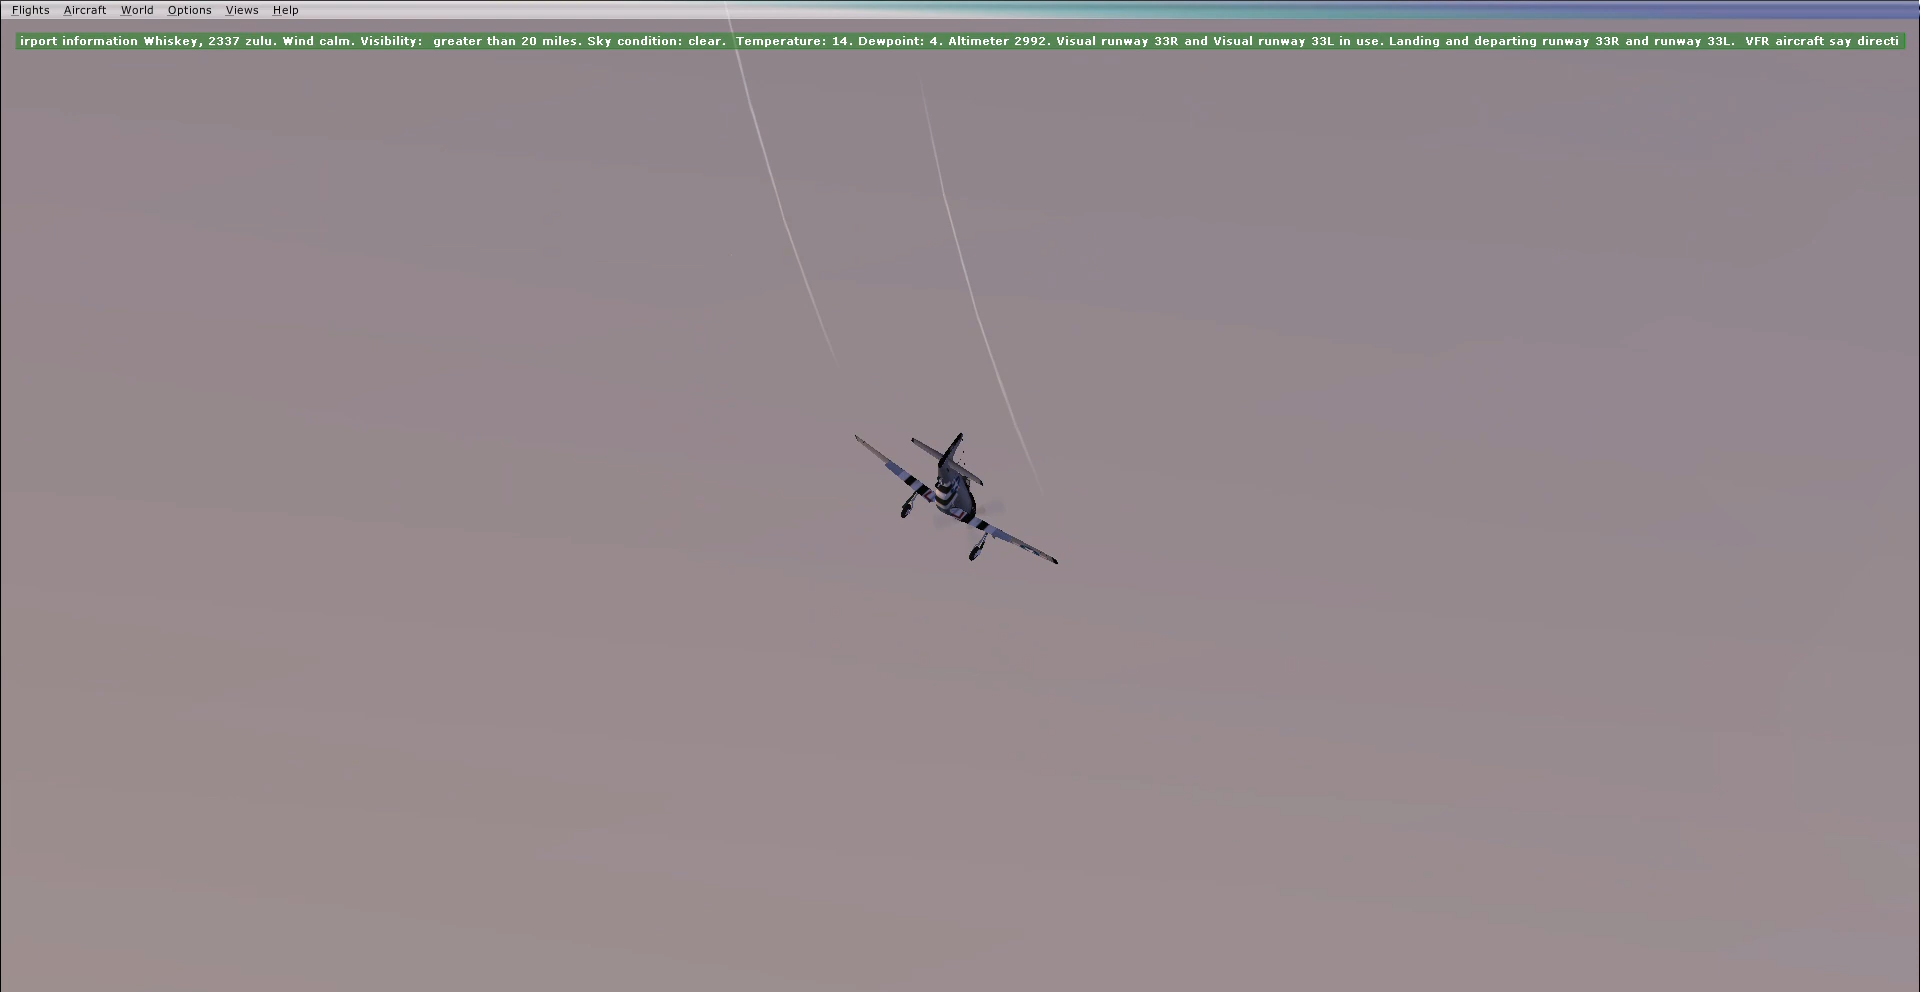 Flights Aircraft World Options Views Help
irport information Whiskey, 2337 zulu. Wind calm. Visibility:  greater than 20 miles. Sky condition: clear.  Temperature: 14. Dewpoint: 4. Altimeter 2992. Visual runway 33R and Visual runway 33L in use. Landing and departing runway 33R and runway 33L.  VFR aircraft say directi